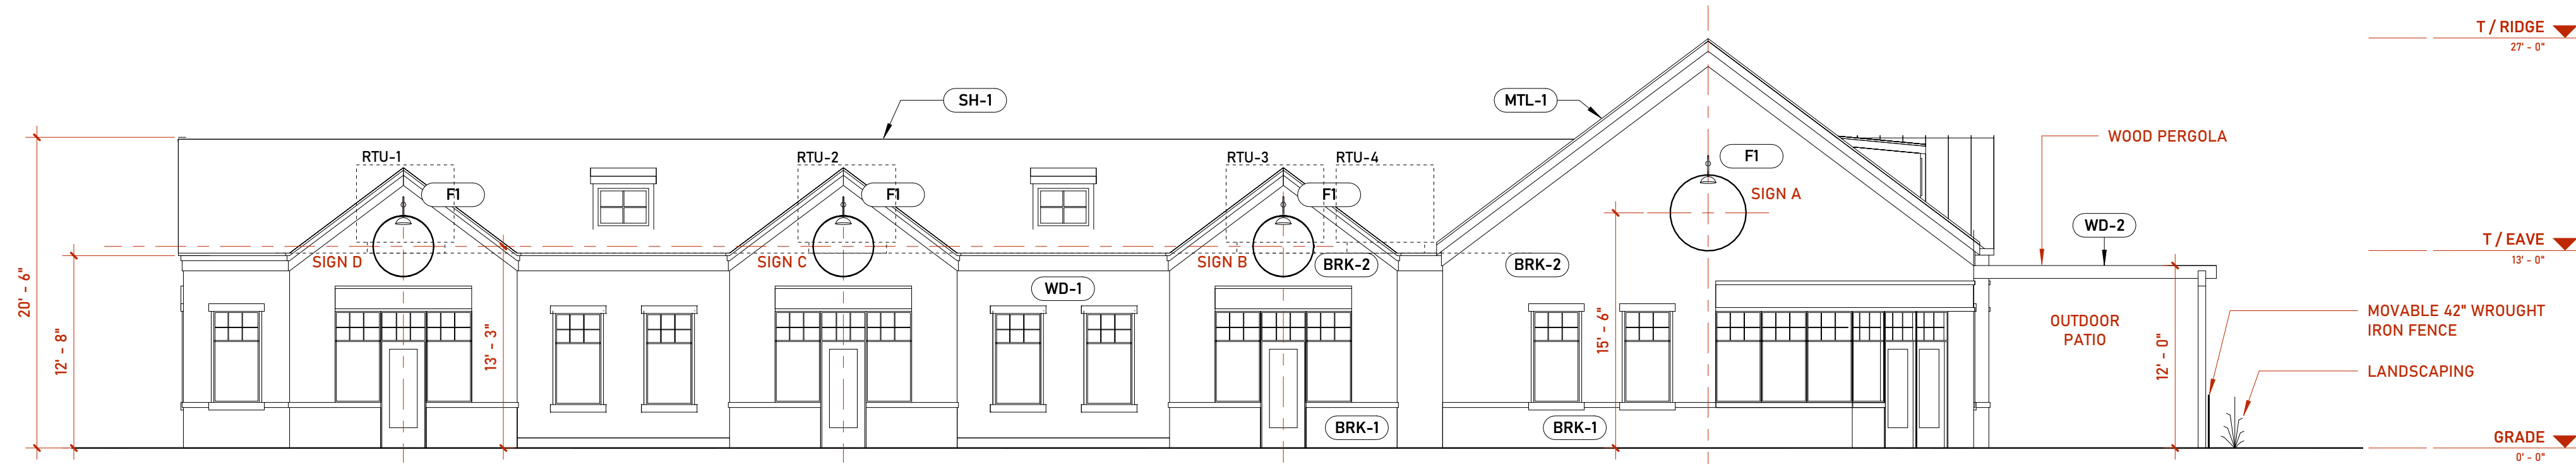 T / RIDGE
27' - 0"
SH-1
MTL-1
WOOD PERGOLA
RTU-1
RTU-2
RTU-3
RTU-4
F1
F1
F1
F1
SIGN A
WD-2
T / EAVE
13' - 0"
SIGN D
SIGN C
SIGN B
BRK-2
BRK-2
WD-1
20' - 6"
12' - 8"
13' - 3"
15' - 6"
12' - 0"
OUTDOOR
PATIO
MOVABLE 42" WROUGHT
IRON FENCE
LANDSCAPING
BRK-1
BRK-1
GRADE
0' - 0"